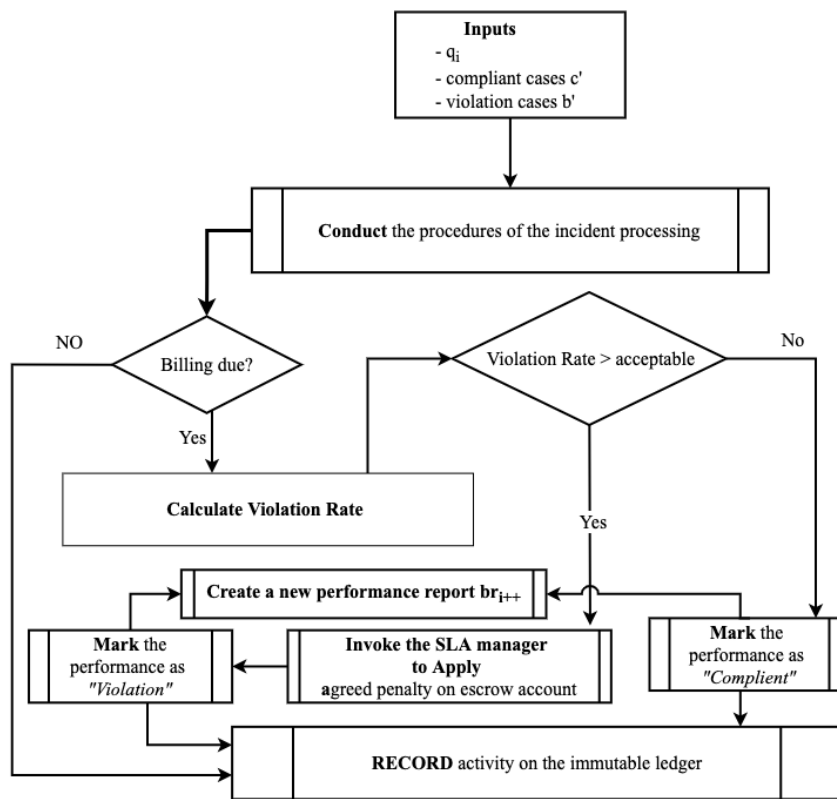 Inputs
- qi
- compliant cases c'
- violation cases b'
Conduct the procedures of the incident processing
NO
Billing due?
Violation Rate > acceptable
No
Yes
Calculate Violation Rate
Yes
Create a new performance report bri++
Mark the
performance as
"Violation"
Invoke the SLA manager
to Apply
agreed penalty on escrow account
Mark the
performance as
"Complient"
RECORD activity on the immutable ledger